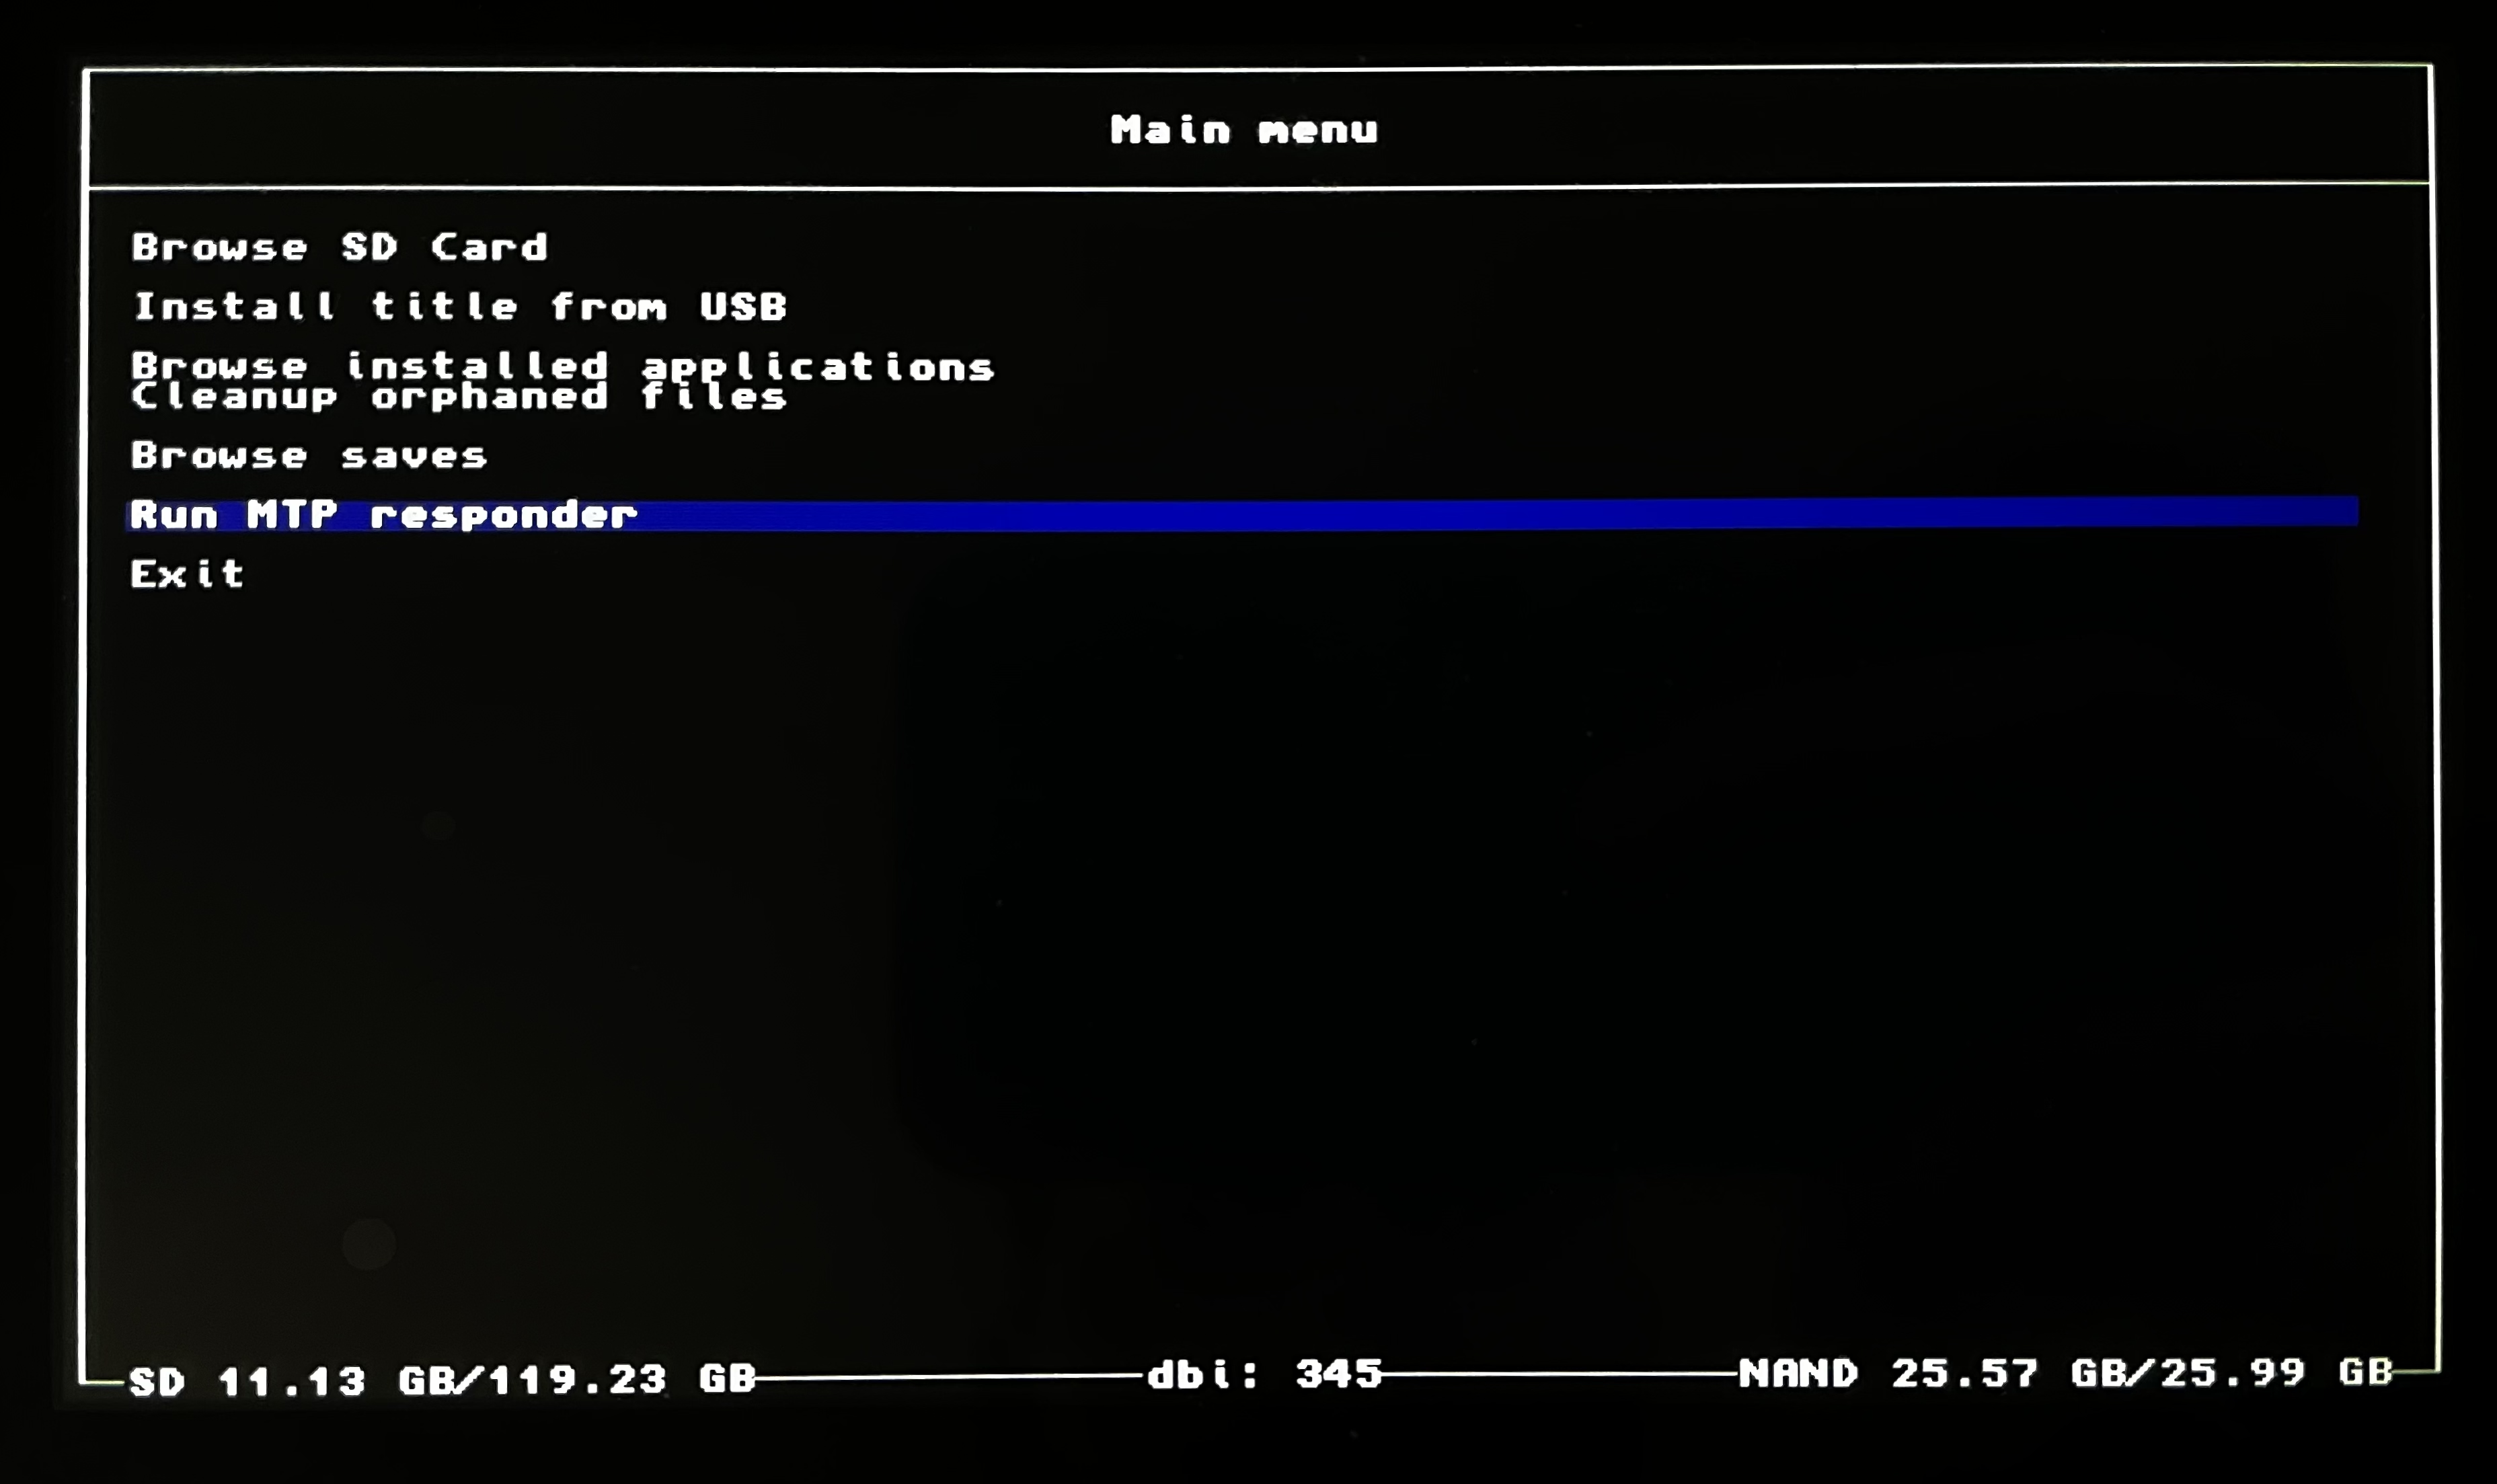 Main menu
Browse SD Card
Install title from USB
Browse installed applications
Cleanup orphaned files
Browse saves
Run MTP responder
Exit
SD 11.13 GB/119.23 GB dbi: 345 NAND 25.57 GB/25.99 GB